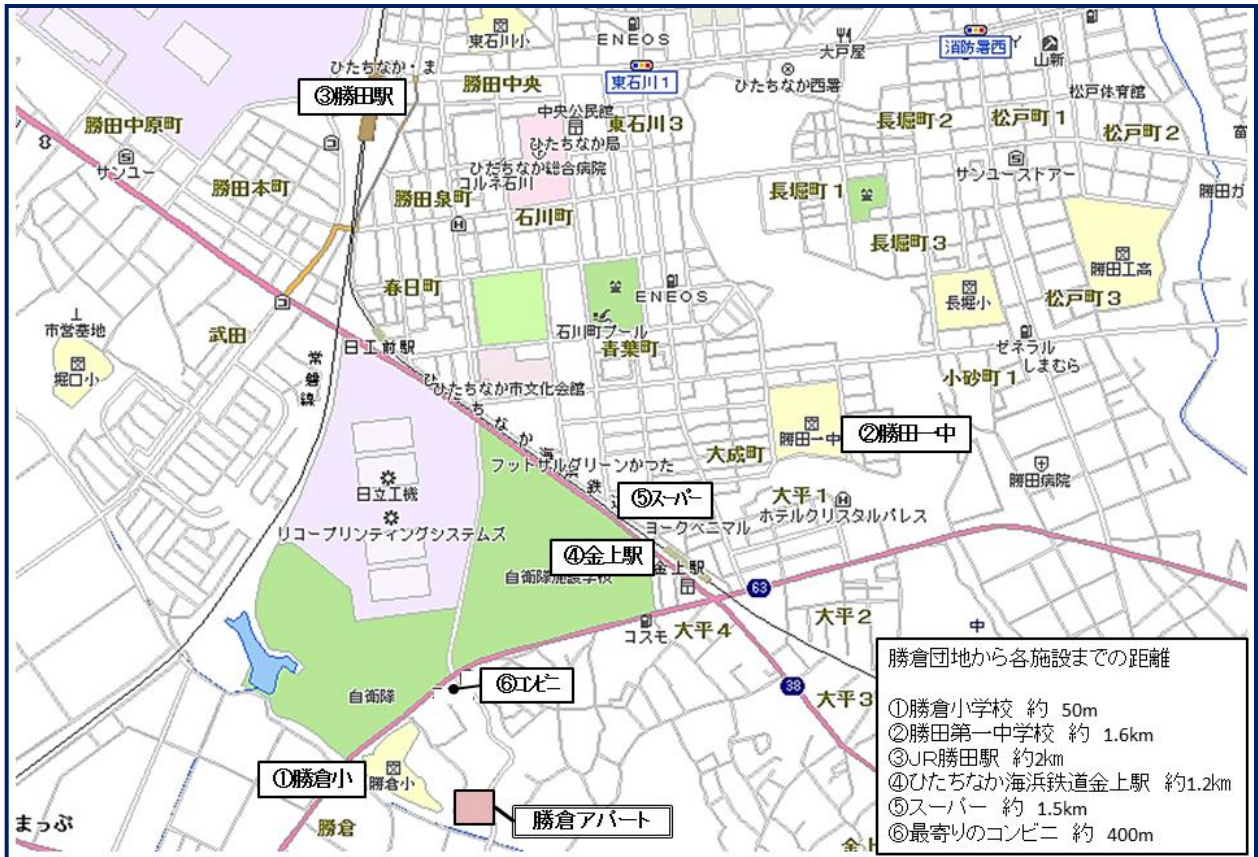 東石川小
ENEOS
大戸屋
消防署西
山新
ひたちなか・ま
③勝田駅
勝田中央
東石川1
ひたちなか西署
松戸体育館
勝田中原町
中央公民館
東石川3
長堀町2
松戸町1
松戸町2
サンユー
ひたちなか局
ひたちなか総合病院
コルネ石川
サンユーストアー
勝田本町
勝田泉町
石川町
長堀町1
勝田ガ
長堀町3
勝田工高
春日町
ENEOS
長堀小
松戸町3
市営墓地
武田
石川町プール
日工前駅
青葉町
ゼネラル
しまむら
堀口小
常磐線
ひたちなか市文化会館
小砂町1
ひたちなか海浜鉄道
勝田一中
②勝田一中
大成町
フットサルグリーンかつた
勝田病院
日立工機
⑤スーパー
大平1
ホテルクリスタルパレス
リコープリンティングシステムズ
ヨークベニマル
④金上駅
金上駅
自衛隊施設学校
63
コスモ
大平4
大平2
中
勝倉団地から各施設までの距離
⑥コンビニ
自衛隊
38
大平3
①勝倉小学校 約 50m
②勝田第一中学校 約 1.6km
③JR勝田駅 約2km
①勝倉小
勝倉小
④ひたちなか海浜鉄道金上駅 約1.2km
⑤スーパー 約 1.5km
まっぷ
勝倉
勝倉アパート
金上
⑥最寄りのコンビニ 約 400m